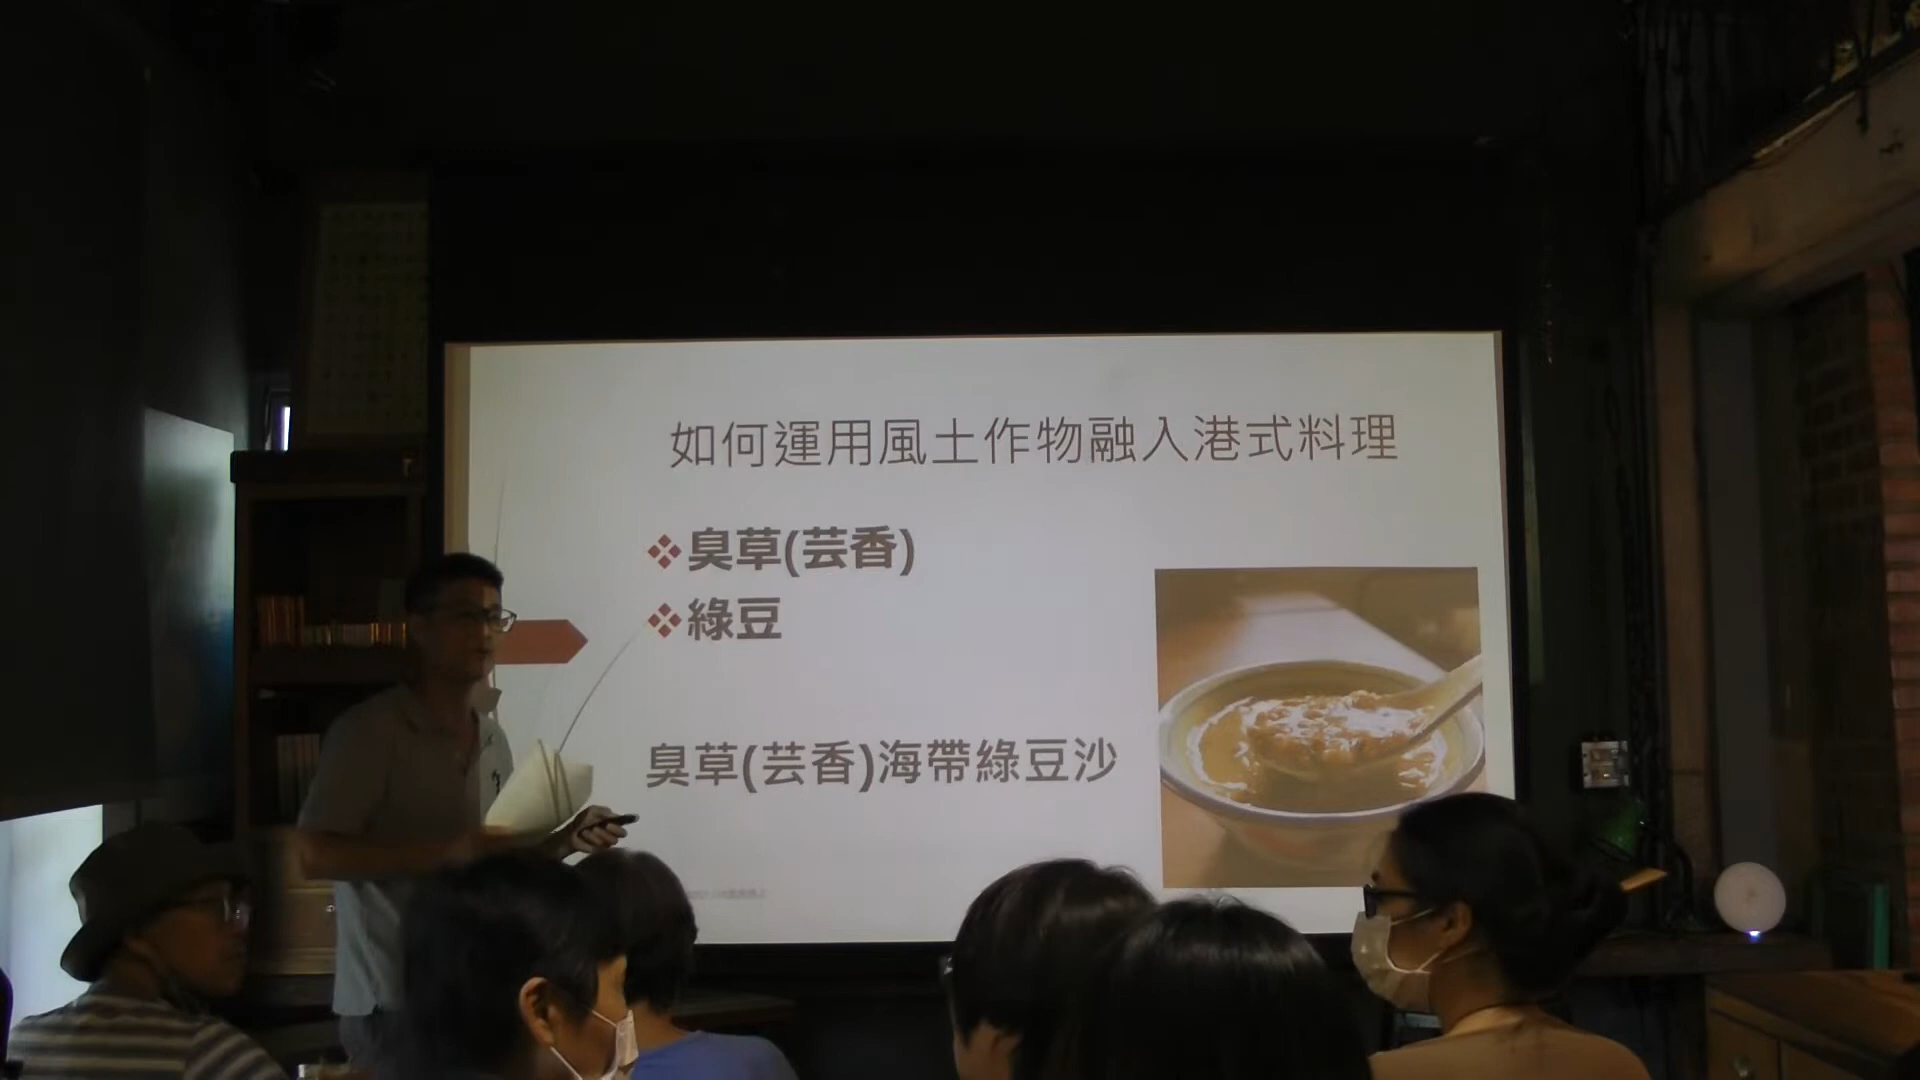 如何運用風土作物融入港式料理
臭草(芸香)
綠豆
臭草(芸香)海帶綠豆沙